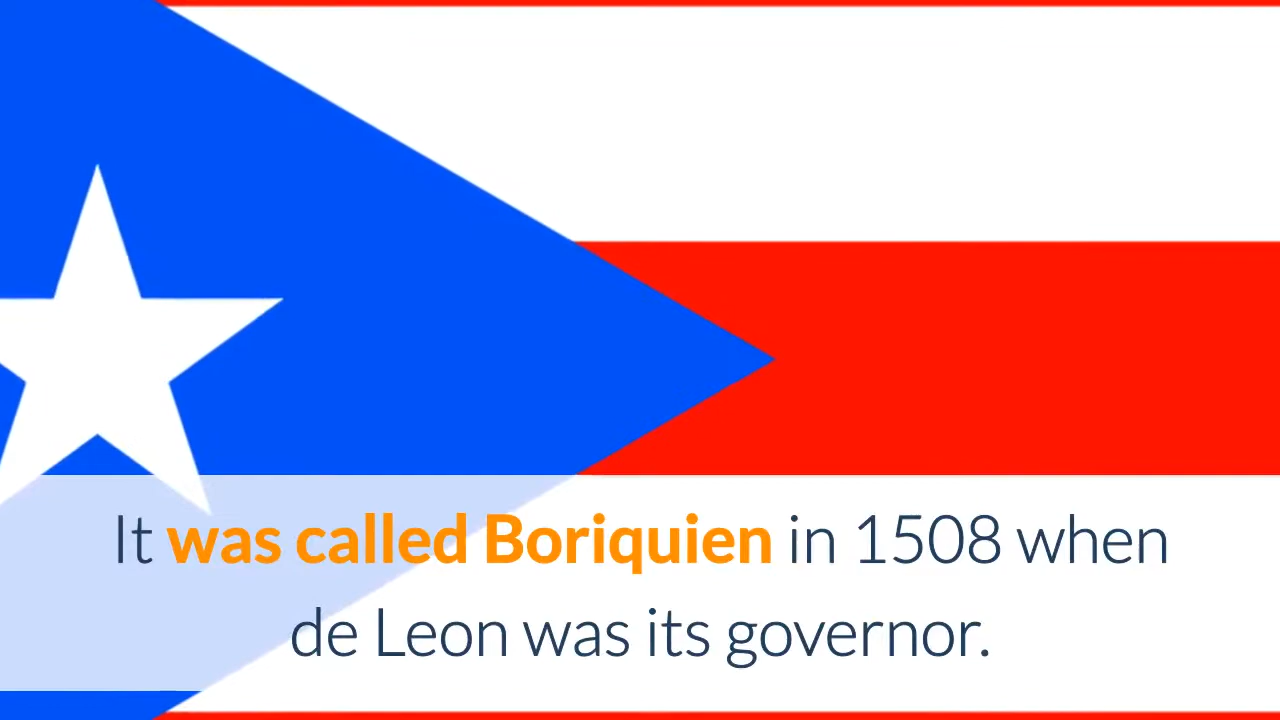 It was called Boriquien in 1508 when
de Leon was its governor.